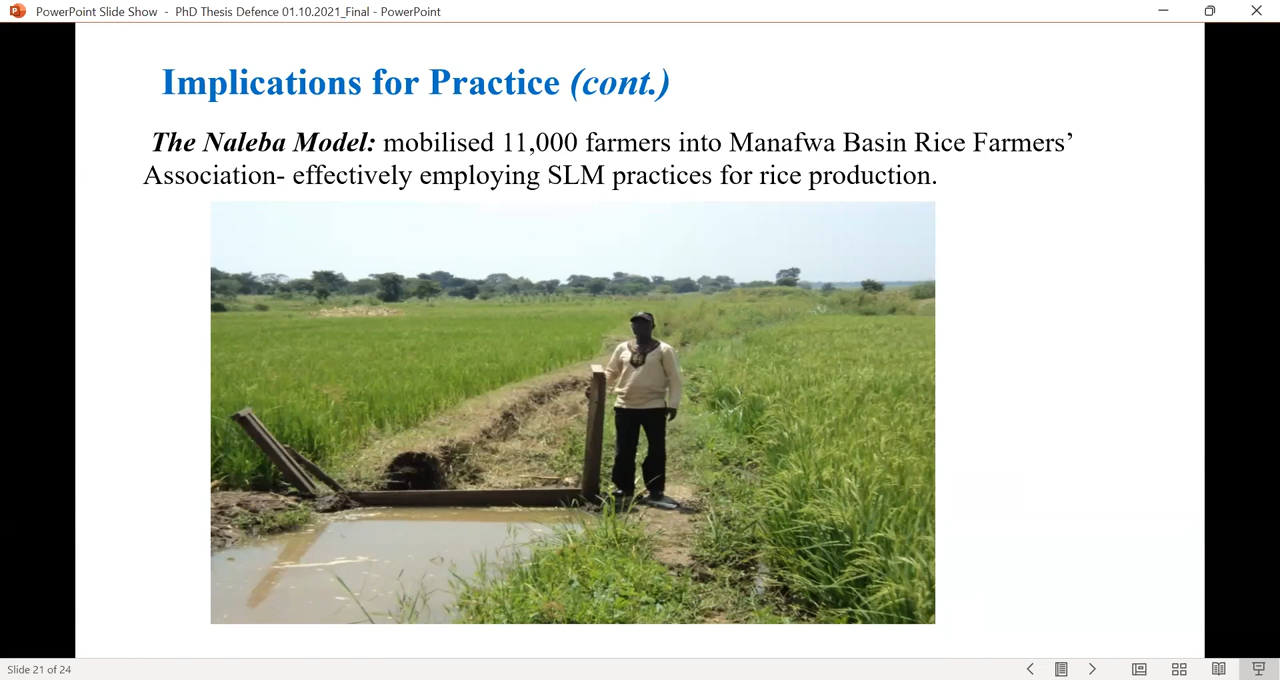 PowerPoint Slide Show - PhD Thesis Defence 01.10.2021_Final - PowerPoint
Implications for Practice (cont.)
The Naleba Model: mobilised 11,000 farmers into Manafwa Basin Rice Farmers’
Association- effectively employing SLM practices for rice production.
Slide 21 of 24